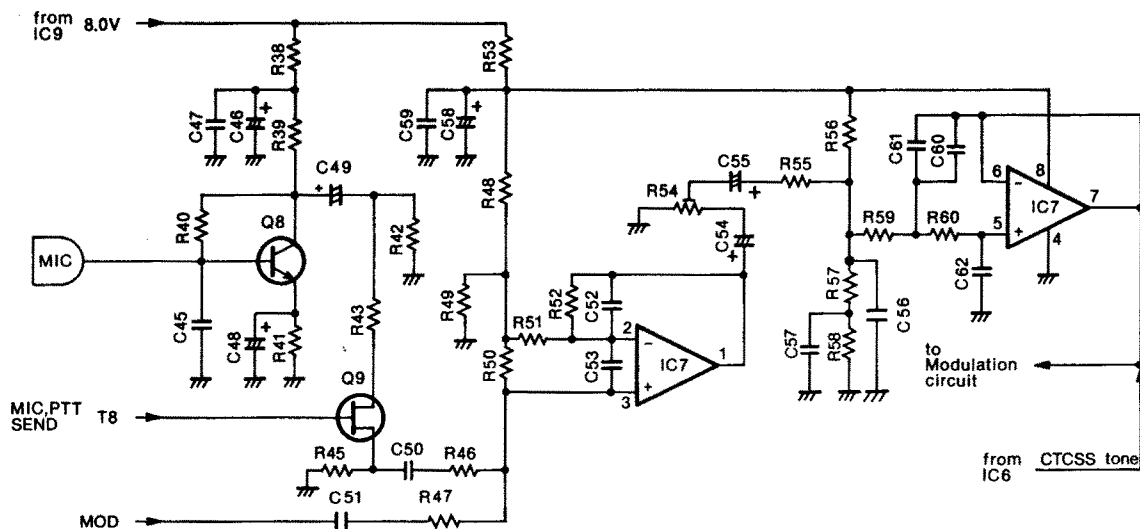 from
IC9 8.0V
R38
R53
C47
C46
+
R39
C59
C58
+
R56
C61
C60
C49
+
R48
C55
+
R55
R54
8
6
-
IC7
7
5
+
4
R40
Q8
R42
C54
+
R59
R60
MIC
C62
R49
R52
C52
R57
C45
R43
R51
2
-
C56
C48
+
R41
C53
IC7
1
C57
R58
R50
+
3
to
Modulation
circuit
Q9
MIC,PTT
SEND T8
R45
C50
R46
from
IC6 CTCSS tone
C51
R47
MOD